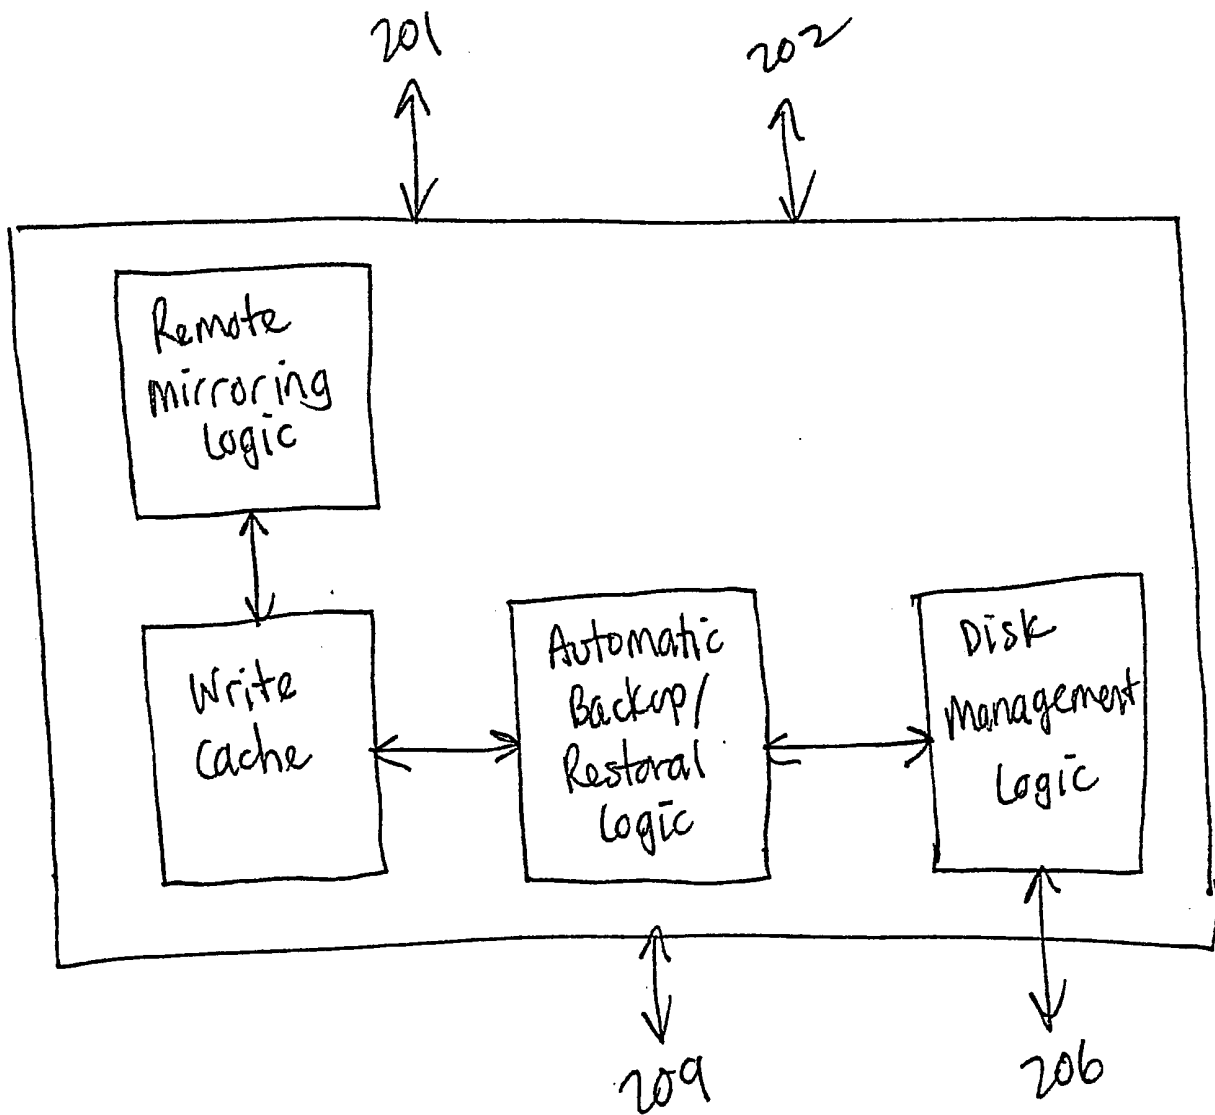 201
202
Remote
mirroring
Logic
Write
Cache
Automatic
Backup/
Restoral
Logic
Disk
Management
Logic
209
206